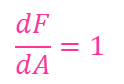 dF/dA = 1